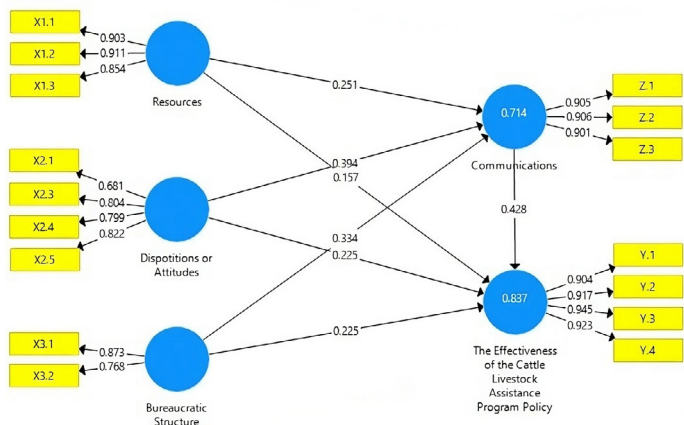 X1.1
X1.2
X1.3
0.903
0.911
0.854
Resources
0.251
0.714
Communications
0.905
0.906
0.901
Z.1
Z.2
Z.3
X2.1
X2.3
X2.4
X2.5
0.681
0.804
0.799
0.822
Dispotitions or
Attitudes
0.394
0.157
0.428
0.334
0.225
0.837
0.904
0.917
0.945
0.923
Y.1
Y.2
Y.3
Y.4
The Effectiveness
of the Cattle
Livestock
Assistance
Program Policy
X3.1
X3.2
0.873
0.768
Bureaucratic
Structure
0.225